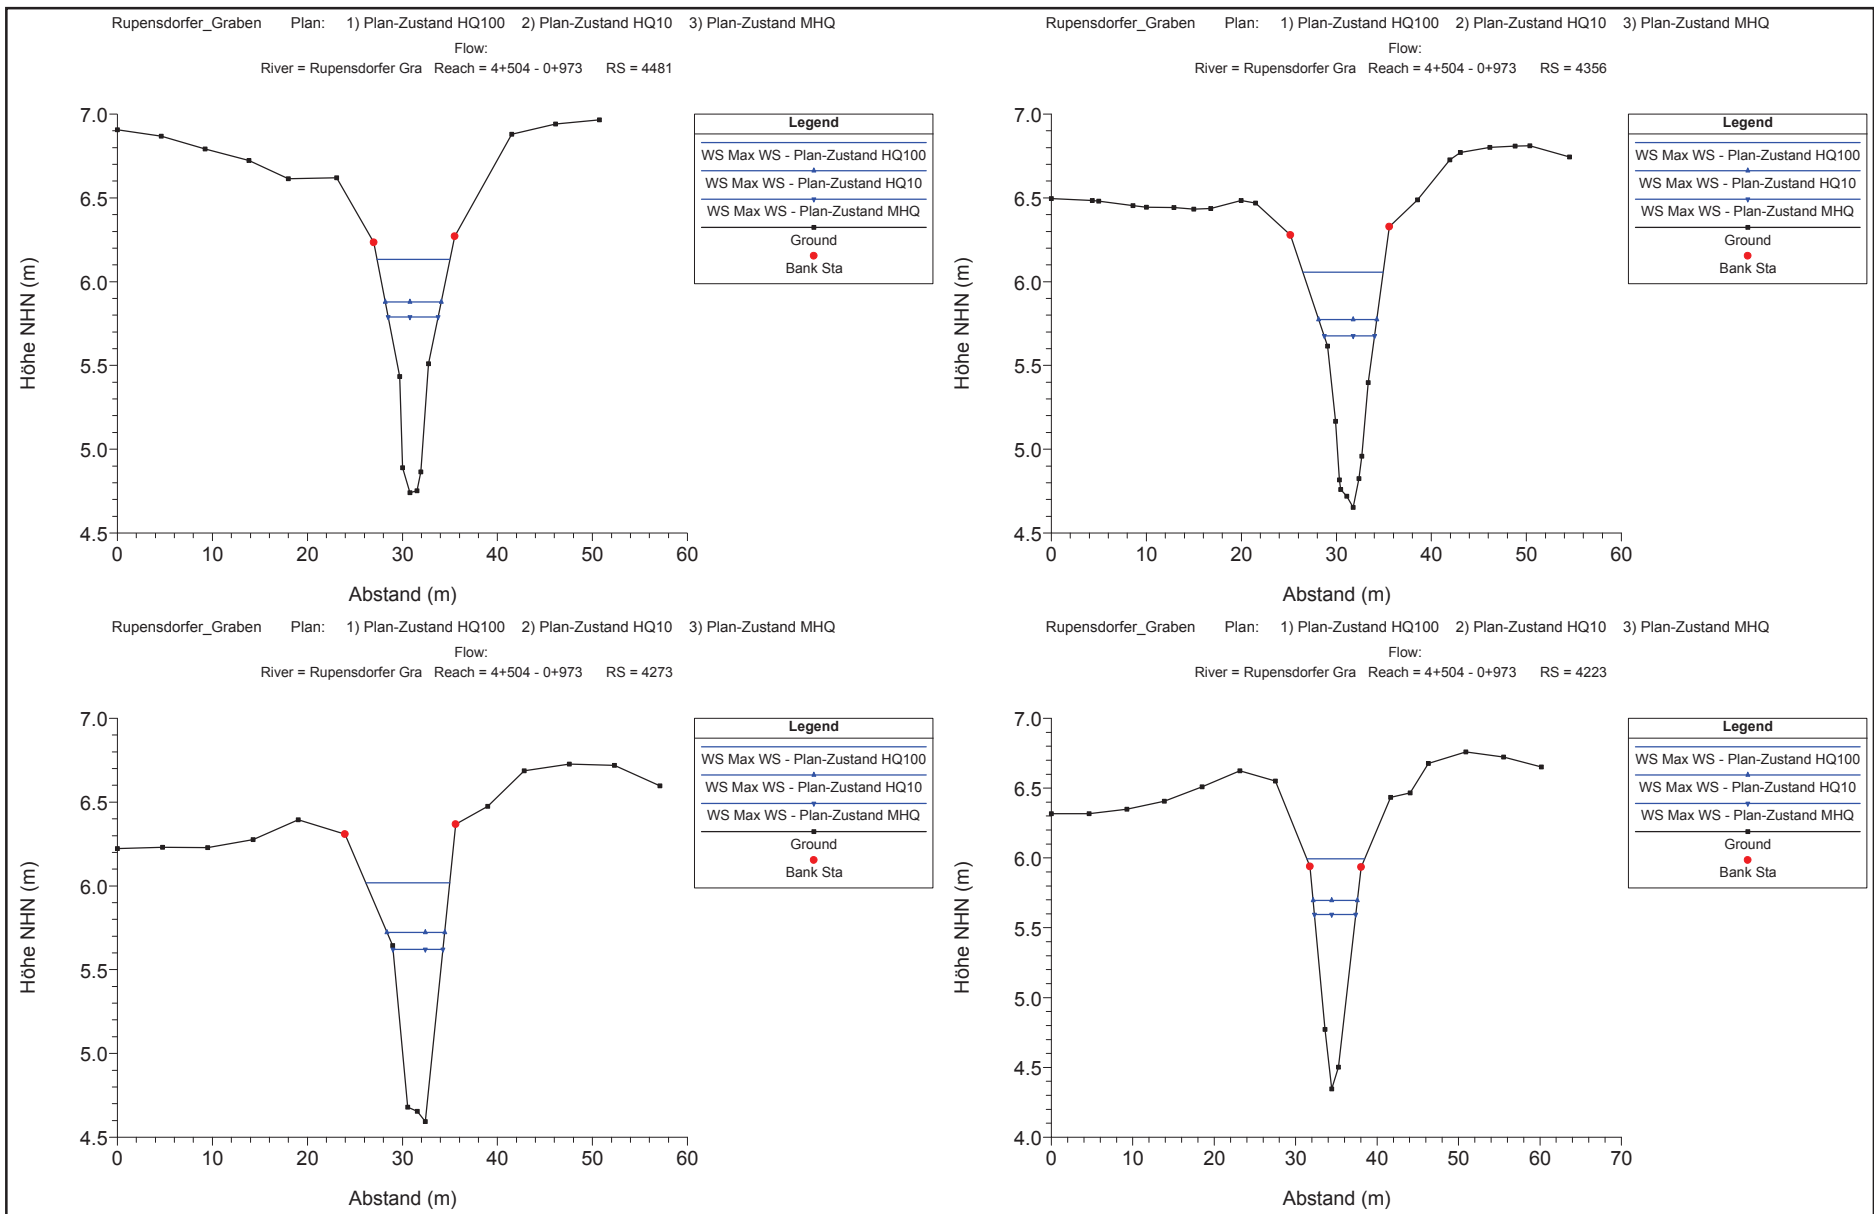 Rupensdorfer_Graben Plan: 1) Plan-Zustand HQ100 2) Plan-Zustand HQ10 3) Plan-Zustand MHQ
Flow:
River = Rupensdorfer Gra Reach = 4+504 - 0+973 RS = 4481
7.0
6.5
6.0
5.5
5.0
4.5
Höhe NHN (m)
0 10 20 30 40 50 60
Abstand (m)
Legend
WS Max WS - Plan-Zustand HQ100
WS Max WS - Plan-Zustand HQ10
WS Max WS - Plan-Zustand MHQ
Ground
Bank Sta
Rupensdorfer_Graben Plan: 1) Plan-Zustand HQ100 2) Plan-Zustand HQ10 3) Plan-Zustand MHQ
Flow:
River = Rupensdorfer Gra Reach = 4+504 - 0+973 RS = 4356
7.0
6.5
6.0
5.5
5.0
4.5
Höhe NHN (m)
0 10 20 30 40 50 60
Abstand (m)
Legend
WS Max WS - Plan-Zustand HQ100
WS Max WS - Plan-Zustand HQ10
WS Max WS - Plan-Zustand MHQ
Ground
Bank Sta
Rupensdorfer_Graben Plan: 1) Plan-Zustand HQ100 2) Plan-Zustand HQ10 3) Plan-Zustand MHQ
Flow:
River = Rupensdorfer Gra Reach = 4+504 - 0+973 RS = 4273
7.0
6.5
6.0
5.5
5.0
4.5
Höhe NHN (m)
0 10 20 30 40 50 60
Abstand (m)
Legend
WS Max WS - Plan-Zustand HQ100
WS Max WS - Plan-Zustand HQ10
WS Max WS - Plan-Zustand MHQ
Ground
Bank Sta
Rupensdorfer_Graben Plan: 1) Plan-Zustand HQ100 2) Plan-Zustand HQ10 3) Plan-Zustand MHQ
Flow:
River = Rupensdorfer Gra Reach = 4+504 - 0+973 RS = 4223
7.0
6.5
6.0
5.5
5.0
4.5
4.0
Höhe NHN (m)
0 10 20 30 40 50 60 70
Abstand (m)
Legend
WS Max WS - Plan-Zustand HQ100
WS Max WS - Plan-Zustand HQ10
WS Max WS - Plan-Zustand MHQ
Ground
Bank Sta